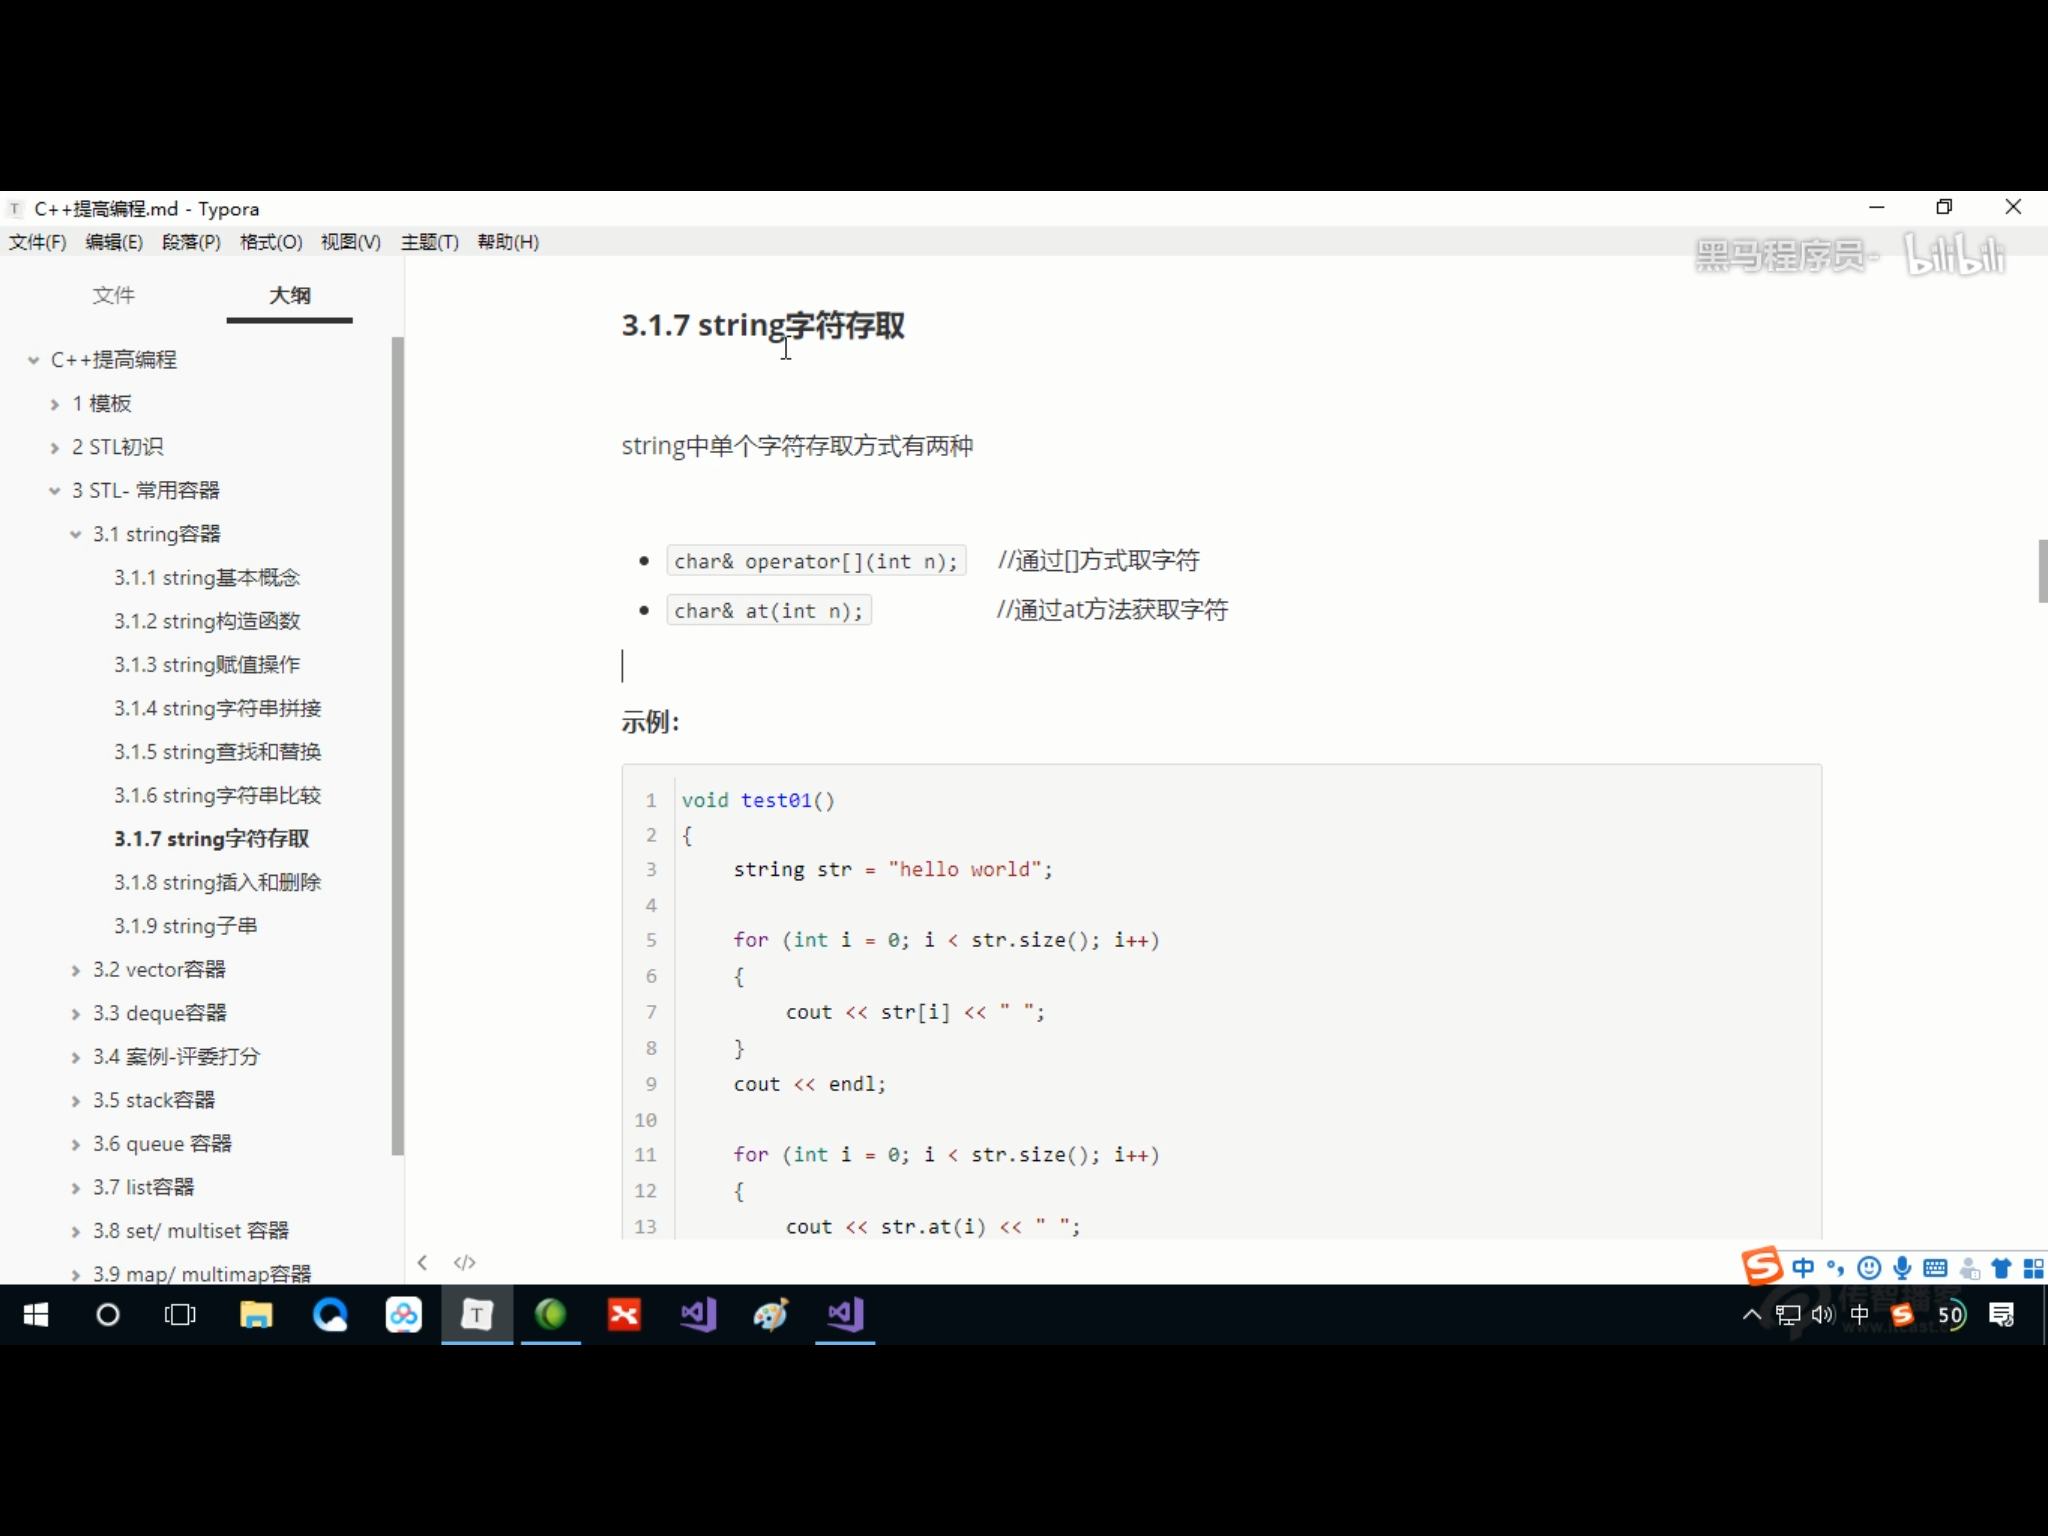 C++提高编程.md - Typora
文件(F) 编辑(E) 段落(P) 格式(O) 视图(V) 主题(T) 帮助(H)
黑马程序员- bilibili
文件 大纲
C++提高编程
1 模板
2 STL初识
3 STL- 常用容器
3.1 string容器
3.1.1 string基本概念
3.1.2 string构造函数
3.1.3 string赋值操作
3.1.4 string字符串拼接
3.1.5 string查找和替换
3.1.6 string字符串比较
3.1.7 string字符存取
3.1.8 string插入和删除
3.1.9 string子串
3.2 vector容器
3.3 deque容器
3.4 案例-评委打分
3.5 stack容器
3.6 queue 容器
3.7 list容器
3.8 set/ multiset 容器
3.9 map/ multimap容器
3.1.7 string字符存取
string中单个字符存取方式有两种
char& operator[](int n); //通过[]方式取字符
char& at(int n); //通过at方法获取字符
示例：
1 void test01()
2 {
3 string str = "hello world";
4
5 for (int i = 0; i < str.size(); i++)
6 {
7 cout << str[i] << " ";
8 }
9 cout << endl;
10
11 for (int i = 0; i < str.size(); i++)
12 {
13 cout << str.at(i) << " ";
中
中 50